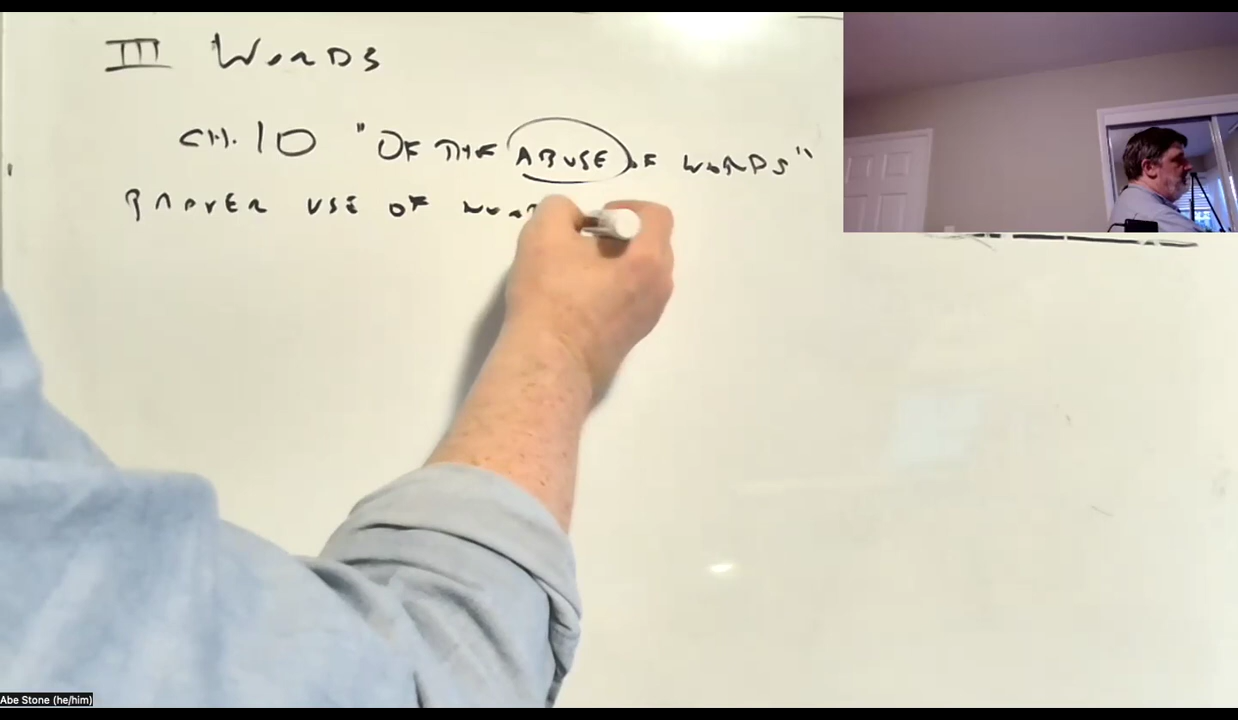 III WORDS
CH. 10 "OF THE ABUSE OF WORDS"
PROPER USE OF
Abe Stone (he/him)